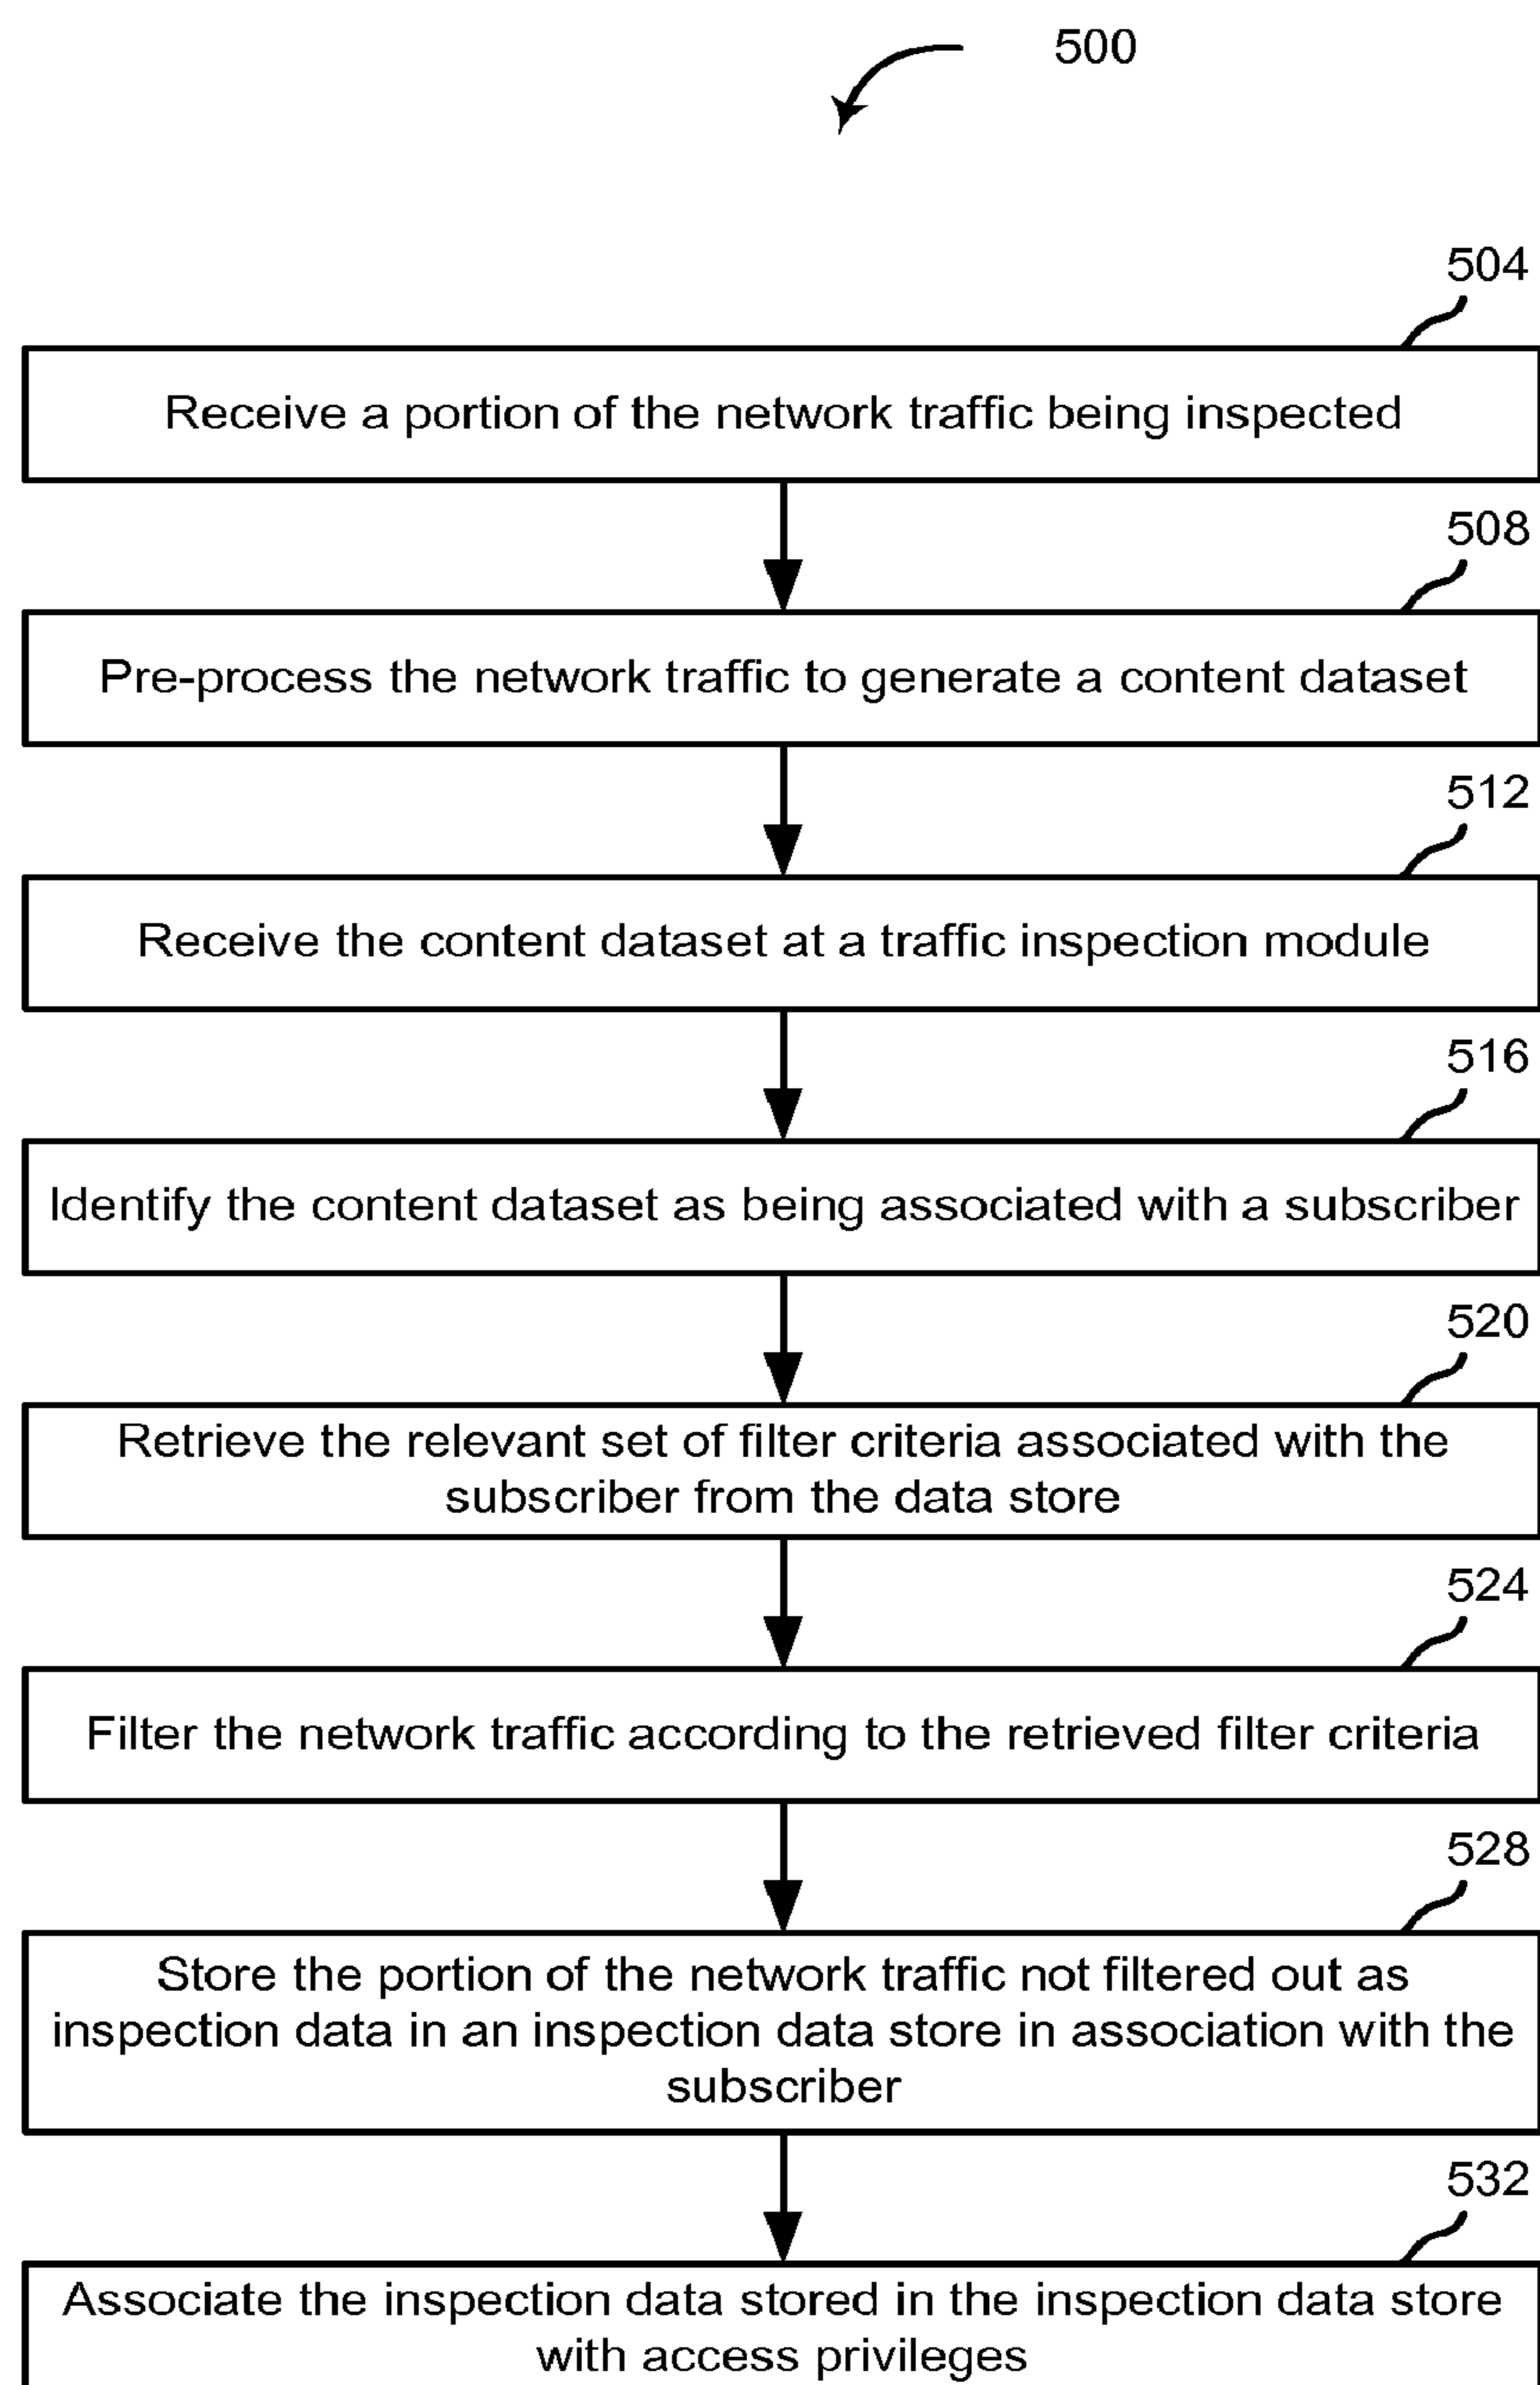 500
504
Receive a portion of the network traffic being inspected
508
Pre-process the network traffic to generate a content dataset
512
Receive the content dataset at a traffic inspection module
516
Identify the content dataset as being associated with a subscriber
520
Retrieve the relevant set of filter criteria associated with the
subscriber from the data store
524
Filter the network traffic according to the retrieved filter criteria
528
Store the portion of the network traffic not filtered out as
inspection data in an inspection data store in association with the
subscriber
532
Associate the inspection data stored in the inspection data store
with access privileges